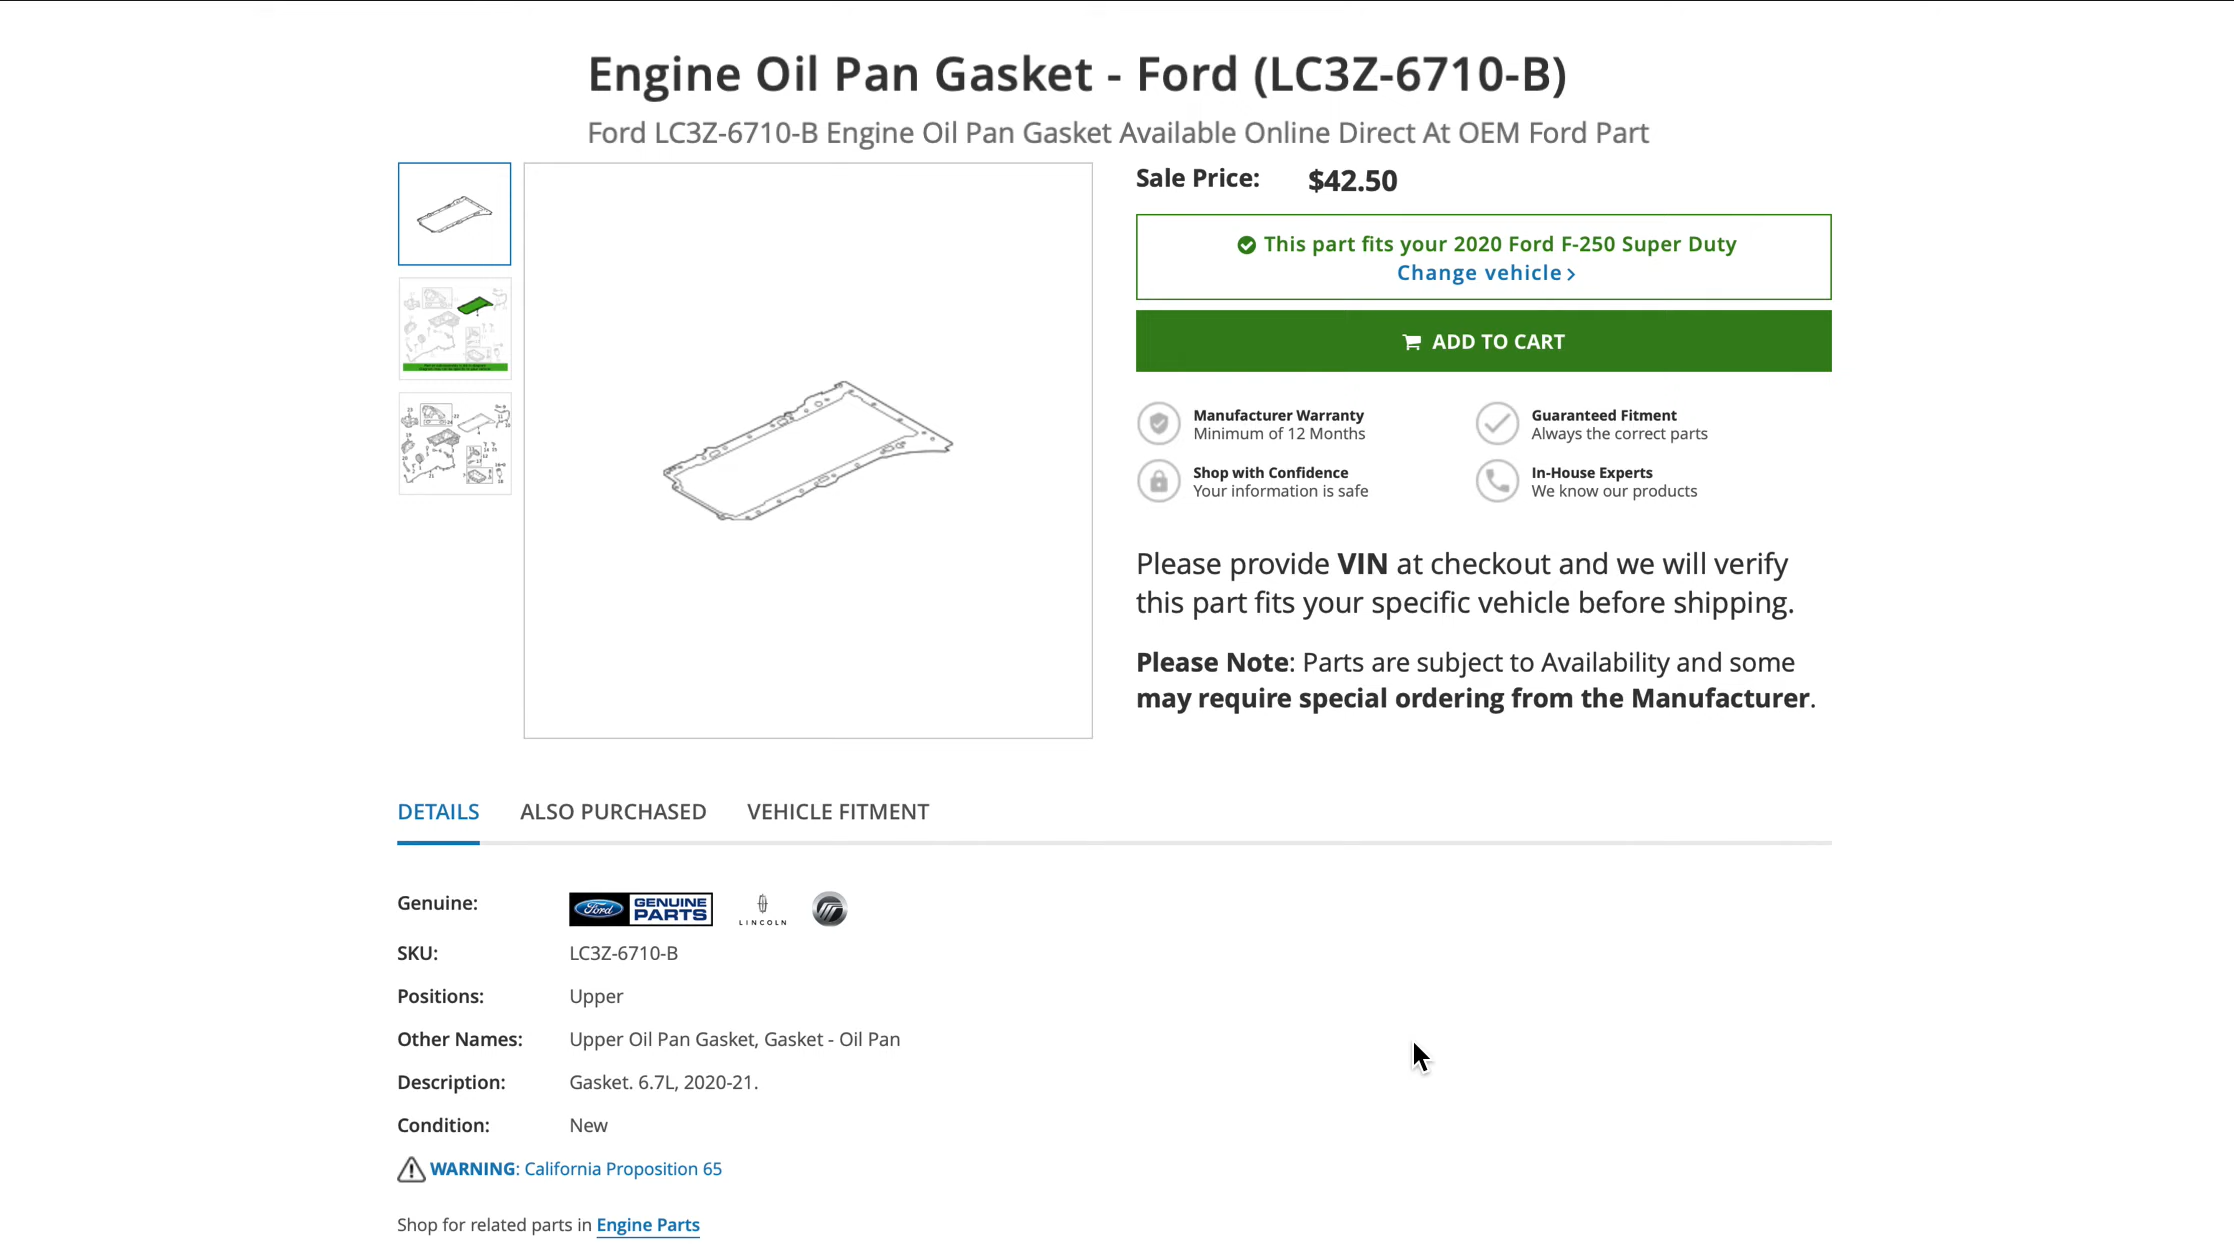 Engine Oil Pan Gasket - Ford (LC3Z-6710-B)
Ford LC3Z-6710-B Engine Oil Pan Gasket Available Online Direct At OEM Ford Part
Sale Price: $42.50
This part fits your 2020 Ford F-250 Super Duty
Change vehicle
ADD TO CART
Manufacturer Warranty
Minimum of 12 Months
Guaranteed Fitment
Always the correct parts
Shop with Confidence
Your information is safe
In-House Experts
We know our products
Please provide VIN at checkout and we will verify
this part fits your specific vehicle before shipping.
Please Note: Parts are subject to Availability and some
may require special ordering from the Manufacturer.
DETAILS ALSO PURCHASED VEHICLE FITMENT
Genuine: Ford GENUINE PARTS LINCOLN
SKU: LC3Z-6710-B
Positions: Upper
Other Names: Upper Oil Pan Gasket, Gasket - Oil Pan
Description: Gasket. 6.7L, 2020-21.
Condition: New
WARNING: California Proposition 65
Shop for related parts in Engine Parts